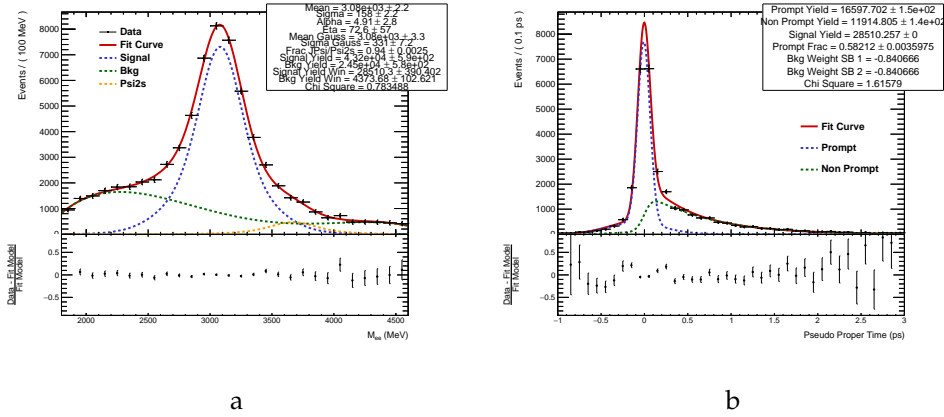 Events / ( 100 MeV )
8000
7000
6000
5000
4000
3000
2000
1000
0
Data
Fit Curve
Signal
Bkg
Psi2s
Mean = 3.08e+03 ± 2.2
Sigma = 158 ± 2.2
Alpha = 4.91 ± 2.8
Eta = 72.6 ± 57
Mean Gauss = 3.08e+03 ± 3.3
Sigma Gauss = 331 ± 7.2
Frac JPsi/Psi2s = 0.94 ± 0.0025
Signal Yield = 4.32e+04 ± 5.9e+02
Bkg Yield = 2.45e+04 ± 5.8e+02
Signal Yield Win = 28510.3 ± 390.402
Bkg Yield Win = 4373.68 ± 102.621
Chi Square = 0.783488
Data - Fit Model
Fit Model
0.5
0
−0.5
2000 2500 3000 3500 4000 4500
M_ee (MeV)
a
Events / ( 0.1 ps )
8000
7000
6000
5000
4000
3000
2000
1000
0
Prompt Yield = 16597.702 ± 1.5e+02
Non Prompt Yield = 11914.805 ± 1.4e+02
Signal Yield = 28510.257 ± 0
Prompt Frac = 0.58212 ± 0.0035975
Bkg Weight SB 1 = -0.840666
Bkg Weight SB 2 = -0.840666
Chi Square = 1.61579
Fit Curve
Prompt
Non Prompt
Data - Fit Model
Fit Model
0.5
0
−0.5
−1 −0.5 0 0.5 1 1.5 2 2.5 3
Pseudo Proper Time (ps)
b